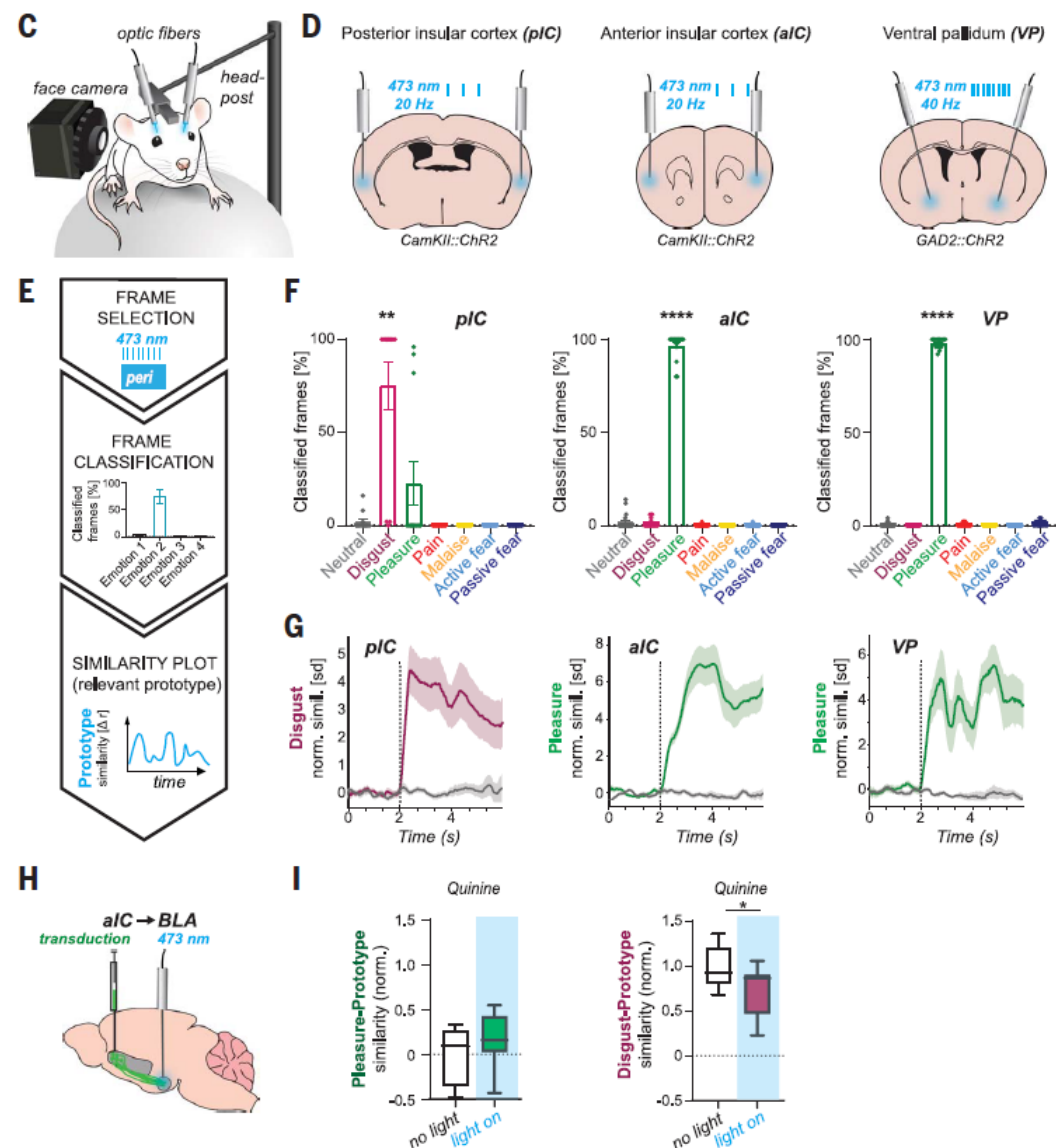 C
optic fibers
face camera
head-
post
D
Posterior insular cortex (pIC)
473 nm
20 Hz
CamKII::ChR2
Anterior insular cortex (aIC)
473 nm
20 Hz
CamKII::ChR2
Ventral pallidum (VP)
473 nm
40 Hz
GAD2::ChR2
E
FRAME
SELECTION
473 nm
peri
FRAME
CLASSIFICATION
Classified
frames [%]
100
50
0
Emotion 1
Emotion 2
Emotion 3
Emotion 4
SIMILARITY PLOT
(relevant prototype)
Prototype
similarity [Δ r]
time
F
** pIC
Classified frames [%]
100
50
0
Neutral
Disgust
Pleasure
Pain
Malaise
Active fear
Passive fear
**** aIC
Classified frames [%]
100
50
0
Neutral
Disgust
Pleasure
Pain
Malaise
Active fear
Passive fear
**** VP
Classified frames [%]
100
50
0
Neutral
Disgust
Pleasure
Pain
Malaise
Active fear
Passive fear
G
pIC
Disgust
norm. simil. [sd]
5
4
3
2
1
0
0 2 4
Time (s)
aIC
Pleasure
norm. simil. [sd]
8
6
4
2
0
0 2 4
Time (s)
VP
Pleasure
norm. simil. [sd]
6
4
2
0
0 2 4
Time (s)
H
aIC → BLA
transduction 473 nm
I
Quinine
Pleasure-Prototype
similarity (norm.)
1.5
1.0
0.5
0
-0.5
no light
light on
Quinine
*
Disgust-Prototype
similarity (norm.)
1.5
1.0
0.5
0
-0.5
no light
light on